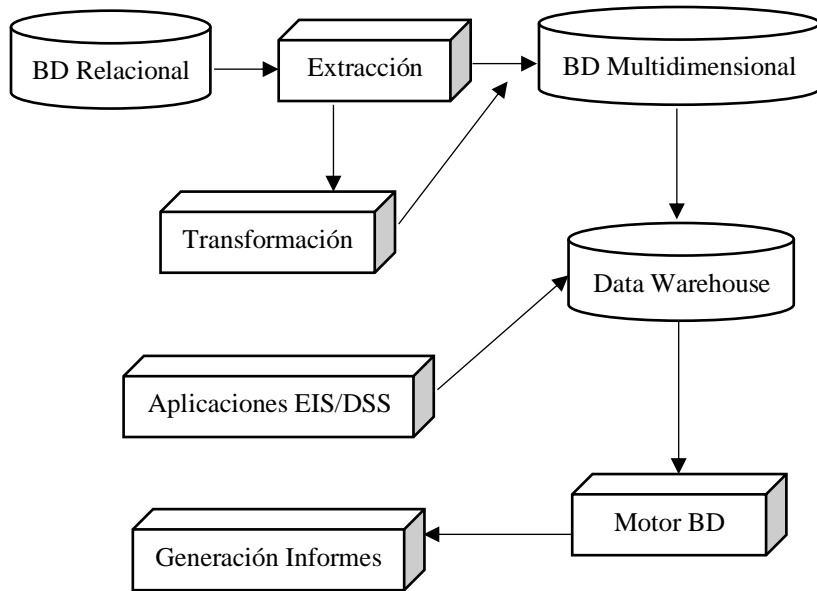 BD Relacional
Extracción
BD Multidimensional
Transformación
Data Warehouse
Aplicaciones EIS/DSS
Motor BD
Generación Informes